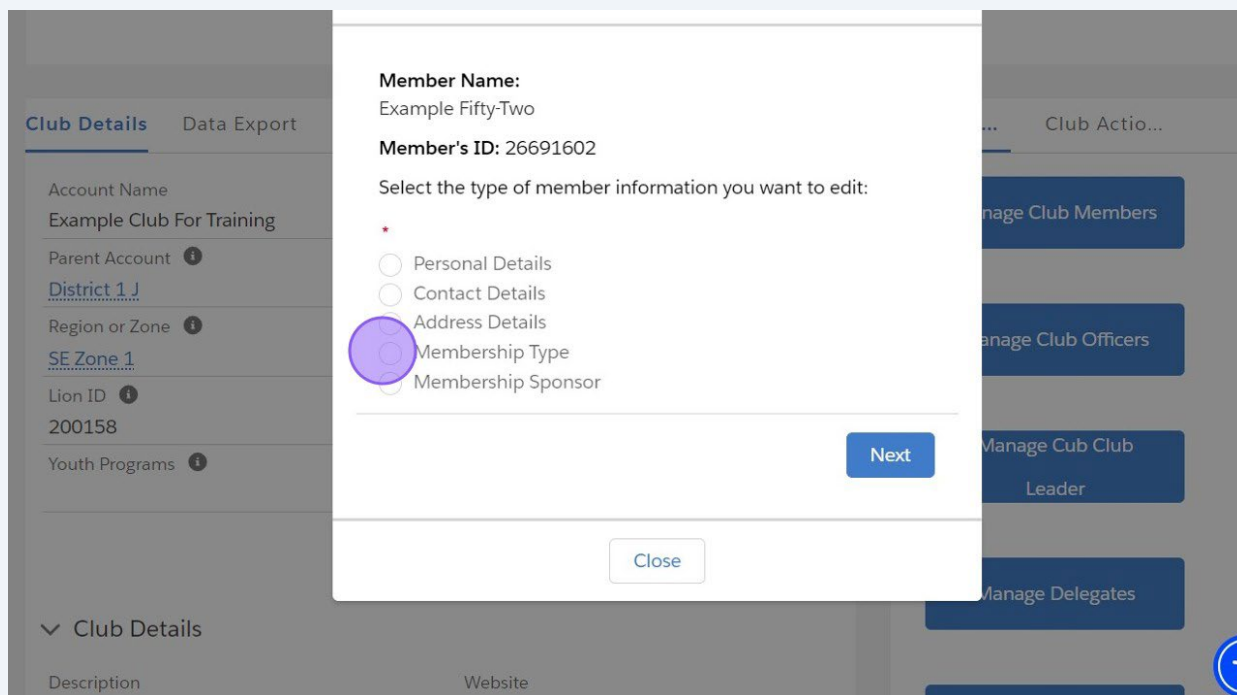 Member Name:
Example Fifty-Two
Member's ID: 26691602
Select the type of member information you want to edit:
*
Personal Details
Contact Details
Address Details
Membership Type
Membership Sponsor
Next
Close
Club Details Data Export
Account Name
Example Club For Training
Parent Account
District 1 J
Region or Zone
SE Zone 1
Lion ID
200158
Youth Programs
Club Details
Description Website
... Club Actio...
Club Members
Club Officers
Manage Cub Club
Leader
Manage Delegates